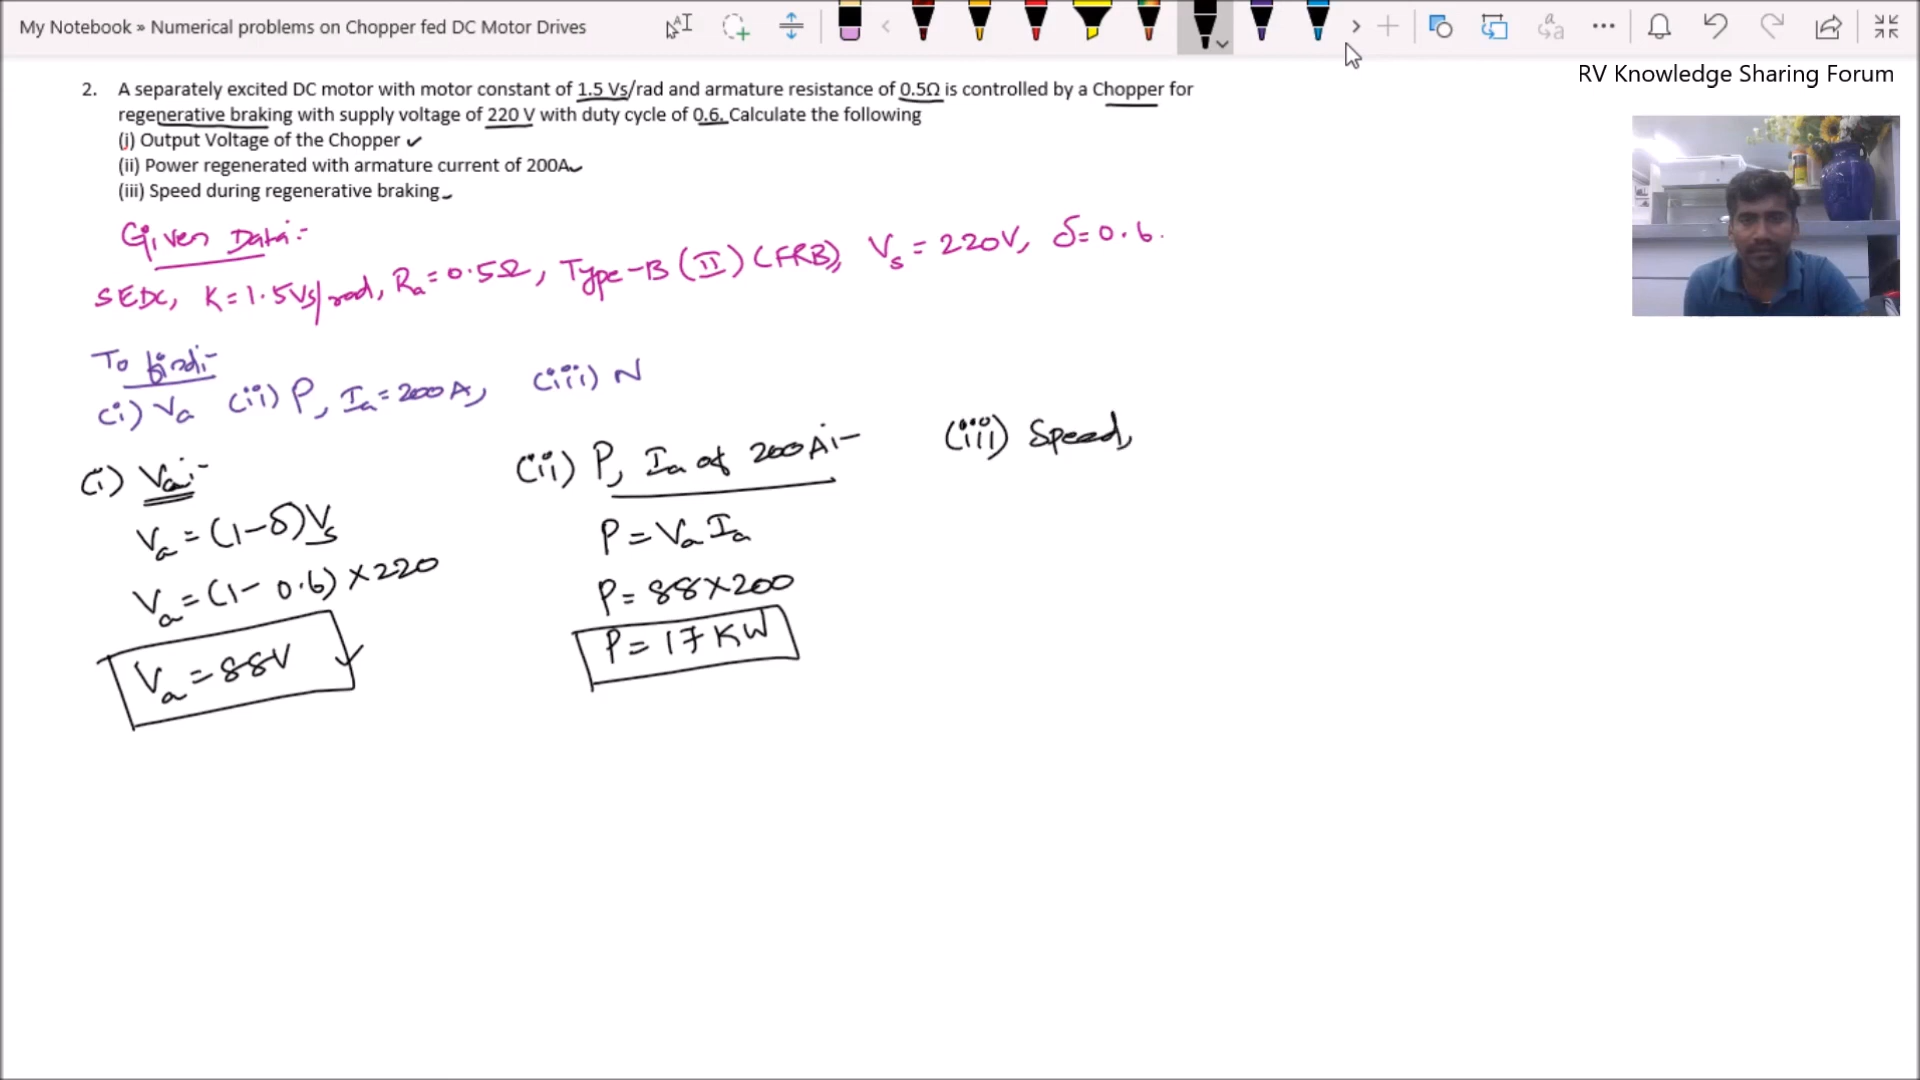 My Notebook » Numerical problems on Chopper fed DC Motor Drives
RV Knowledge Sharing Forum
2. A separately excited DC motor with motor constant of 1.5 Vs/rad and armature resistance of 0.5Ω is controlled by a Chopper for
regenerative braking with supply voltage of 220 V with duty cycle of 0.6. Calculate the following
(i) Output Voltage of the Chopper ✓
(ii) Power regenerated with armature current of 200A
(iii) Speed during regenerative braking
Given Data:-
SEDC, K=1.5Vs/rad, Ra=0.5Ω, Type-B (II) (FRB), Vs = 220V, δ=0.6.
To find:-
(i) Va (ii) P, Ia=200A, (iii) N
(i) Va:-
Va = (1-δ)Vs
Va = (1-0.6)×220
Va = 88V
(ii) P, Ia of 200A:-
P = Va Ia
P = 88×200
P = 17 KW
(iii) Speed,